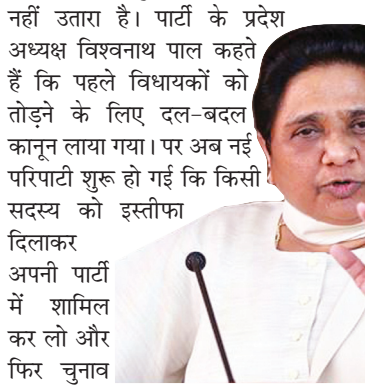 नहीं उतारा है। पार्टी के प्रदेश
अध्यक्ष विश्वनाथ पाल कहते
हैं कि पहले विधायकों को
तोड़ने के लिए दल-बदल
कानून लाया गया। पर अब नई
परिपाटी शुरू हो गई कि किसी
सदस्य को इस्तीफा
दिलाकर
अपनी पार्टी
में शामिल
कर लो और
फिर चुनाव